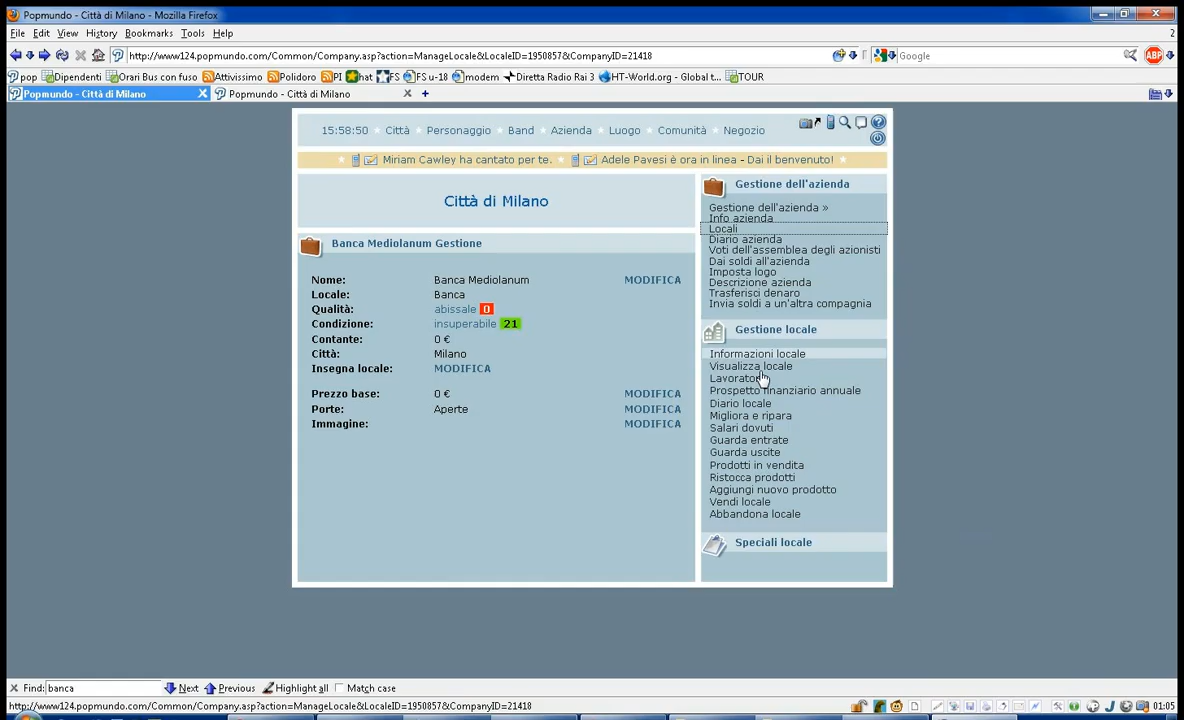 Popmundo - Città di Milano - Mozilla Firefox
File Edit View History Bookmarks Tools Help
http://www124.popmundo.com/Common/Company.asp?action=ManageLocale&LocaleID=1950857&CompanyID=21418
Google
ABP
pop Dipendenti Orari Bus con fuso Attivissimo Polidoro PI hat FS FS u-18 modem Diretta Radio Rai 3 HT-World.org - Global t... TOUR
Popmundo - Città di Milano
Popmundo - Città di Milano
15:58:50 Città Personaggio Band Azienda Luogo Comunità Negozio
Miriam Cawley ha cantato per te. Adele Pavesi è ora in linea - Dai il benvenuto!
Città di Milano
Banca Mediolanum Gestione
Nome: Banca Mediolanum MODIFICA
Locale: Banca
Qualità: abissale 0
Condizione: insuperabile 21
Contante: 0 €
Città: Milano
Insegna locale: MODIFICA
Prezzo base: 0 € MODIFICA
Porte: Aperte MODIFICA
Immagine: MODIFICA
Gestione dell'azienda
Gestione dell'azienda »
Info azienda
Locali
Diario azienda
Voti dell'assemblea degli azionisti
Dai soldi all'azienda
Imposta logo
Descrizione azienda
Trasferisci denaro
Invia soldi a un'altra compagnia
Gestione locale
Informazioni locale
Visualizza locale
Prospetto finanziario annuale
Diario locale
Migliora e ripara
Salari dovuti
Guarda entrate
Guarda uscite
Prodotti in vendita
Ristocca prodotti
Aggiungi nuovo prodotto
Vendi locale
Abbandona locale
Speciali locale
Find: banca Next Previous Highlight all Match case
http://www124.popmundo.com/Common/Company.asp?action=ManageLocale&LocaleID=1950857&CompanyID=21418
01:05